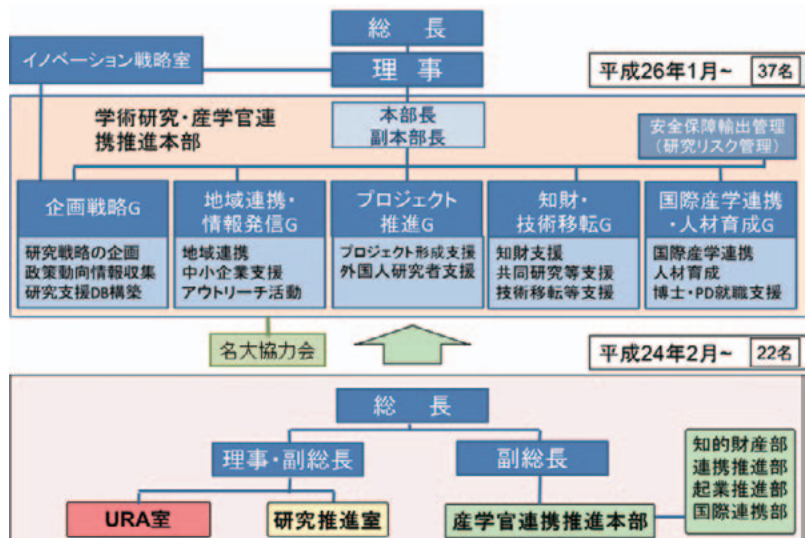 総　長
イノベーション戦略室
理　事
平成26年1月~
37名
学術研究・産学官連
携推進本部
本部長
副本部長
安全保障輸出管理
(研究リスク管理)
企画戦略G
研究戦略の企画
政策動向情報収集
研究支援DB構築
地域連携・
情報発信G
地域連携
中小企業支援
アウトリーチ活動
プロジェクト
推進G
プロジェクト形成支援
外国人研究者支援
知財・
技術移転G
知財支援
共同研究等支援
技術移転等支援
国際産学連携
・人材育成G
国際産学連携
人材育成
博士・PD就職支援
名大協力会
平成24年2月~
22名
総　長
理事・副総長
副総長
知的財産部
連携推進部
起業推進部
国際連携部
URA室
研究推進室
産学官連携推進本部